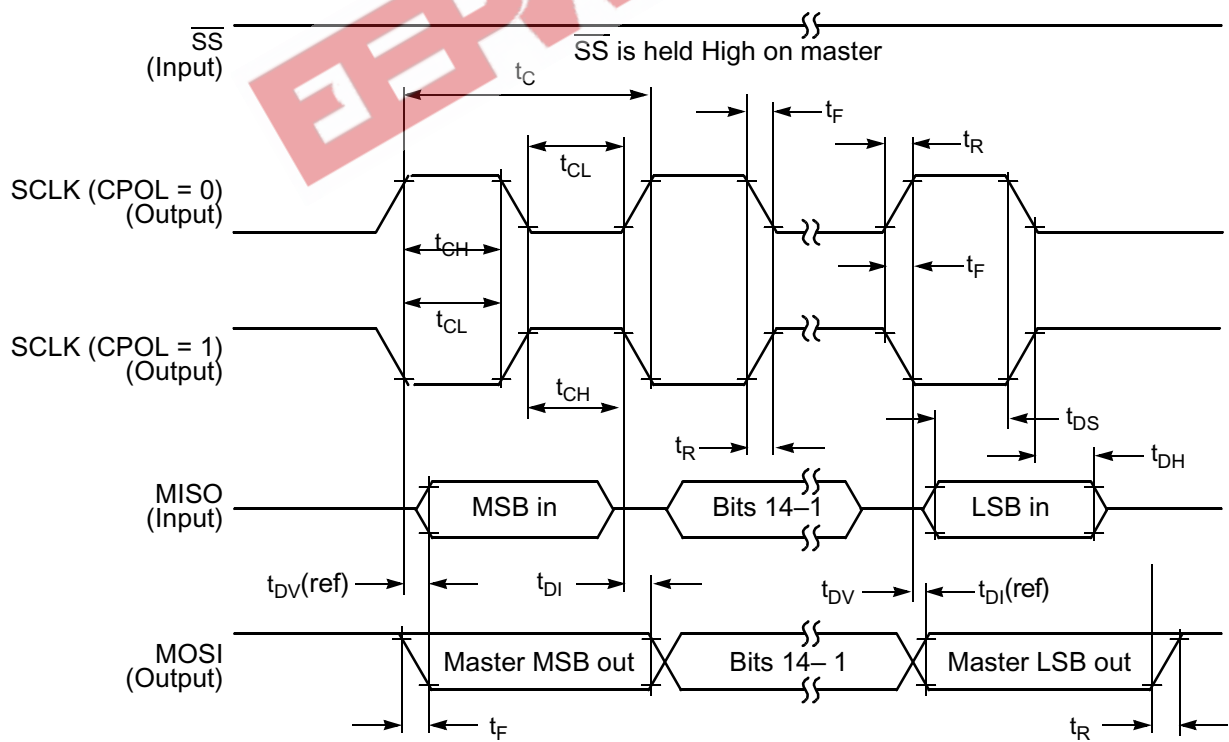 SS
(Input)
SS is held High on master
tC
tF
tR
tCL
SCLK (CPOL = 0)
(Output)
tCH
tF
tCL
SCLK (CPOL = 1)
(Output)
tCH
tDS
tR
tDH
MISO
(Input)
MSB in
Bits 14–1
LSB in
tDV(ref)
tDI
tDV
tDI(ref)
MOSI
(Output)
Master MSB out
Bits 14– 1
Master LSB out
tF
tR